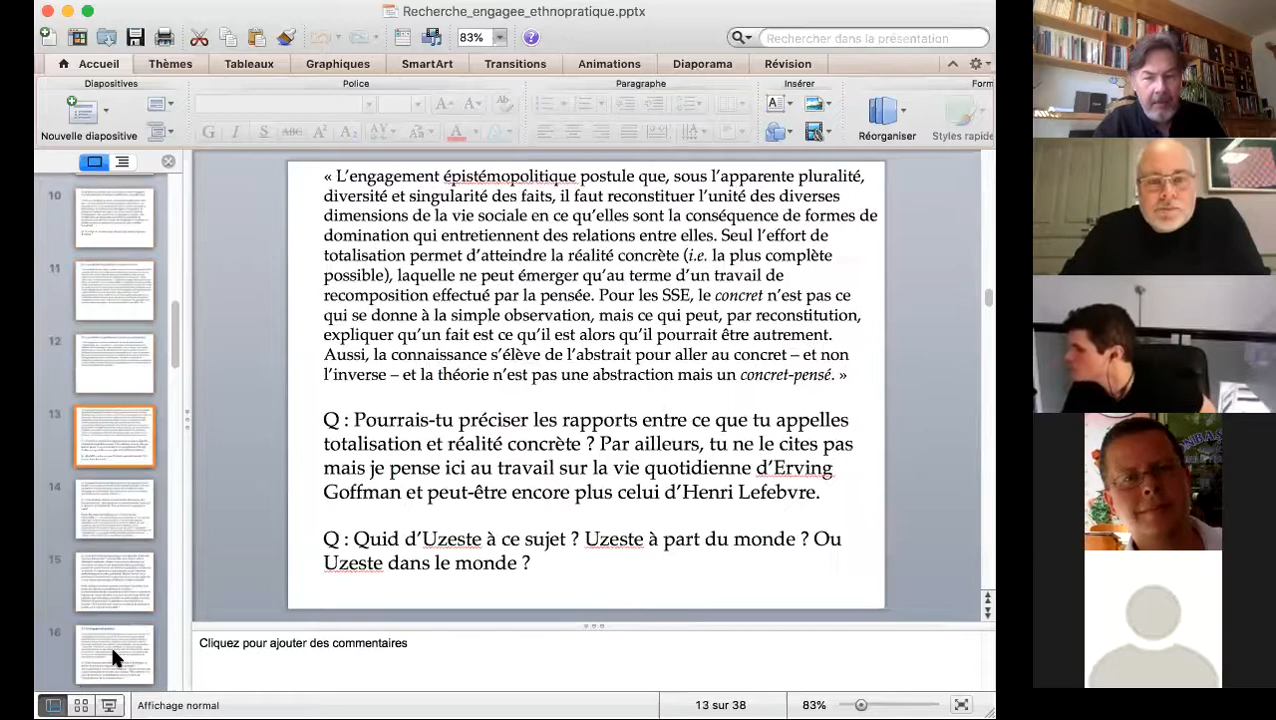 Recherche_engagee_ethnopratique.pptx
83%
Rechercher dans la présentation
Accueil
Thèmes
Tableaux
Graphiques
SmartArt
Transitions
Animations
Diaporama
Révision
Diapositives
Police
Paragraphe
Insérer
Form
Nouvelle diapositive
G I S ABC
Réorganiser
Styles rapide
10
11
12
13
14
15
16
« L’engagement épistémopolitique postule que, sous l’apparente pluralité,
diversité et singularité des faits, il faut reconstituer l’unité des diverses
dimensions de la vie sociale en ce qu’elles sont la conséquence de formes de
domination qui entretiennent des relations entre elles. Seul l’effort de
totalisation permet d’atteindre la réalité concrète (i.e. la plus complète
possible), laquelle ne peut émerger qu’au terme d’un travail de
recomposition effectué par la pensée. Pour les SSE, le concret n’est pas ce
qui se donne à la simple observation, mais ce qui peut, par reconstitution,
expliquer qu’un fait est ce qu’il est alors qu’il pourrait être autrement.
Aussi, la connaissance s’élève de l’abstrait pour aller au concret – et non
l’inverse – et la théorie n’est pas une abstraction mais un concret-pensé. »
Q : Pourrais-tu préciser les rapports entre ce que tu appelles
totalisation et réalité concrète ? Par ailleurs, tu ne le cites pas,
mais je pense ici au travail sur la vie quotidienne d’Erving
Goffman et peut-être encore plus celui d’Henri Lefebvre.
Q : Quid d’Uzeste à ce sujet ? Uzeste à part du monde ? Ou
Uzeste dans le monde ?
Cliquez pour ajouter des commentaires
Affichage normal
13 sur 38
83%